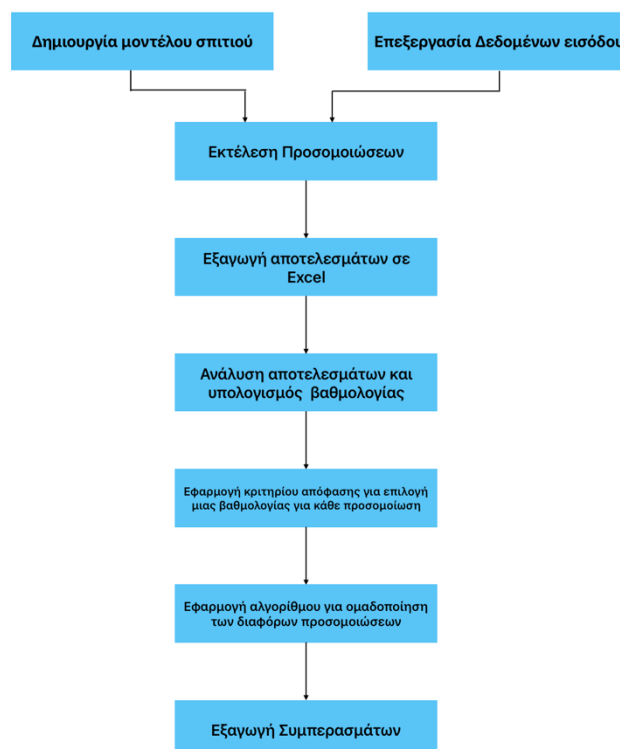 Δημιουργία μοντέλου σπιτιού
Επεξεργασία Δεδομένων εισόδου
Εκτέλεση Προσομοιώσεων
Εξαγωγή αποτελεσμάτων σε
Excel
Ανάλυση αποτελεσμάτων και
υπολογισμός βαθμολογίας
Εφαρμογή κριτηρίου απόφασης για επιλογή
μιας βαθμολογίας για κάθε προσομοίωση
Εφαρμογή αλγορίθμου για ομαδοποίηση
των διαφόρων προσομοιώσεων
Εξαγωγή Συμπερασμάτων